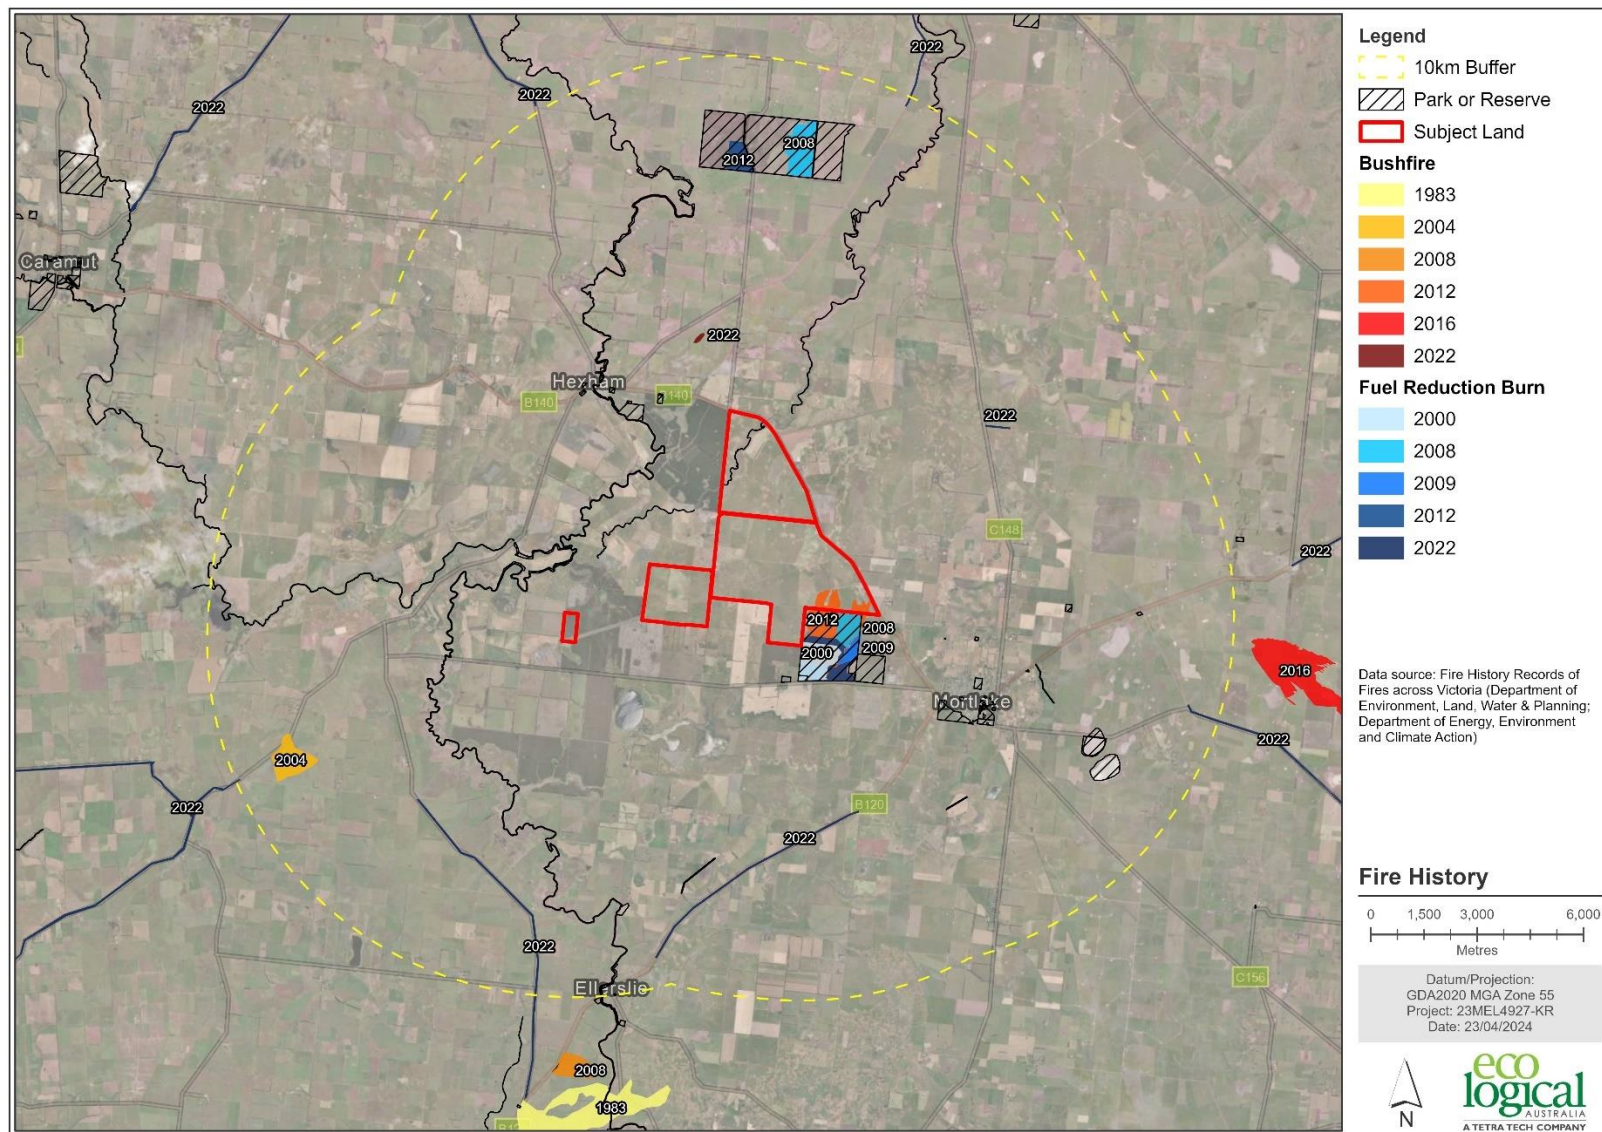 2022
2022
2022
2012
2008
Caramut
2022
Hexham
B140
B140
2022
C148
2022
2012
2008
2000
2009
Mortlake
2016
2022
2004
2022
B120
2022
2022
Ellerslie
C156
2008
1983
Legend
10km Buffer
Park or Reserve
Subject Land
Bushfire
1983
2004
2008
2012
2016
2022
Fuel Reduction Burn
2000
2008
2009
2012
2022
Data source: Fire History Records of
Fires across Victoria (Department of
Environment, Land, Water & Planning;
Department of Energy, Environment
and Climate Action)
Fire History
0 1,500 3,000 6,000
Metres
Datum/Projection:
GDA2020 MGA Zone 55
Project: 23MEL4927-KR
Date: 23/04/2024
N
eco
logical
AUSTRALIA
A TETRA TECH COMPANY